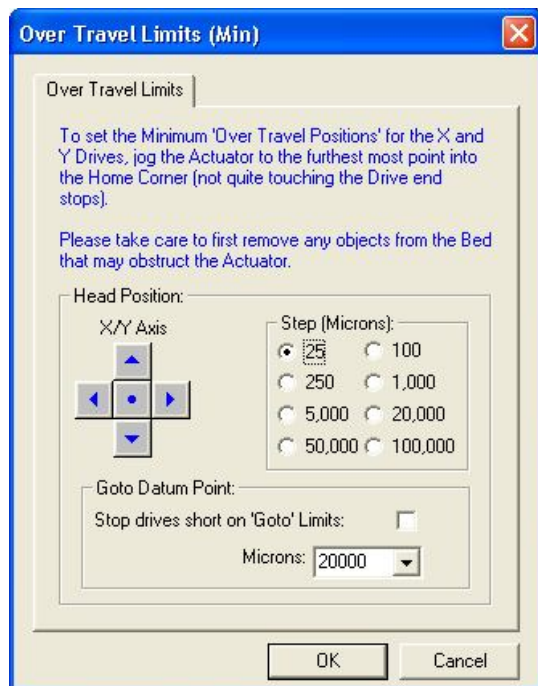 Over Travel Limits (Min)
Over Travel Limits
To set the Minimum 'Over Travel Positions' for the X and
Y Drives, jog the Actuator to the furthest most point into
the Home Corner (not quite touching the Drive end
stops).
Please take care to first remove any objects from the Bed
that may obstruct the Actuator.
Head Position:
X/Y Axis
Step (Microns):
25 100
250 1,000
5,000 20,000
50,000 100,000
Goto Datum Point:
Stop drives short on 'Goto' Limits:
Microns: 20000
OK Cancel